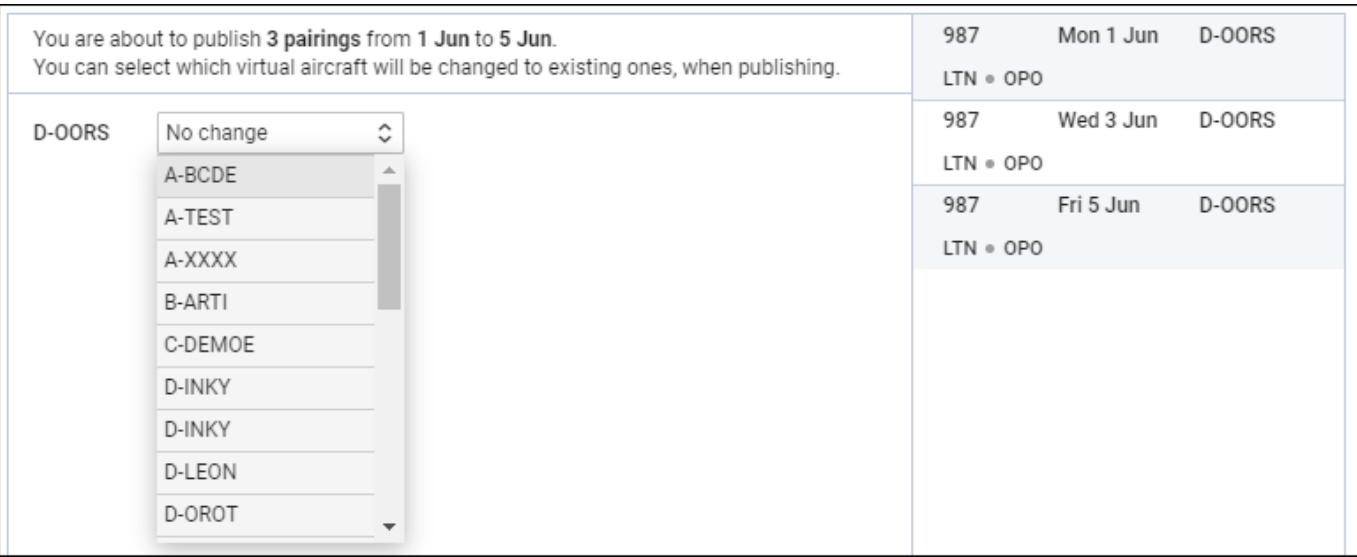 You are about to publish 3 pairings from 1 Jun to 5 Jun.
You can select which virtual aircraft will be changed to existing ones, when publishing.
D-OORS No change
A-BCDE
A-TEST
A-XXXX
B-ARTI
C-DEMOE
D-INKY
D-INKY
D-LEON
D-OROT
987 Mon 1 Jun D-OORS
LTN • OPO
987 Wed 3 Jun D-OORS
LTN • OPO
987 Fri 5 Jun D-OORS
LTN • OPO